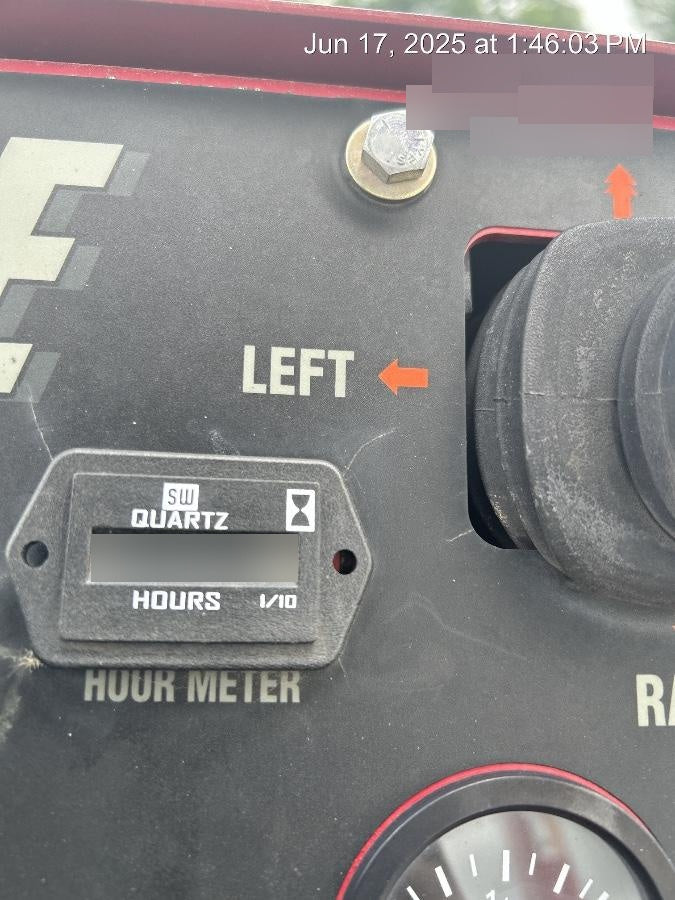 Jun 17, 2025 at 1:46:03 PM
LEFT
SW
QUARTZ
HOURS 1/10
HOUR METER